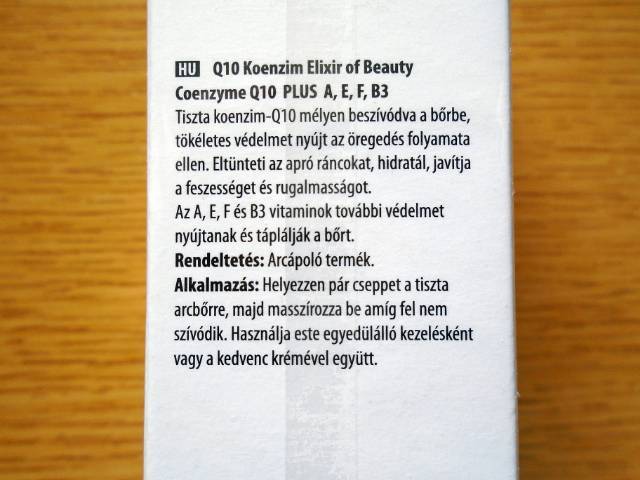 HU Q10 Koenzim Elixir of Beauty
Coenzyme Q10 PLUS A, E, F, B3
Tiszta koenzim-Q10 mélyen beszívódva a bőrbe,
tökéletes védelmet nyújt az öregedés folyamata
ellen. Eltünteti az apró ráncokat, hidratál, javítja
a feszességet és rugalmasságot.
Az A, E, F és B3 vitaminok további védelmet
nyújtanak és táplálják a bőrt.
Rendeltetés: Arcápoló termék.
Alkalmazás: Helyezzen pár cseppet a tiszta
arcbőrre, majd masszírozza be amíg fel nem
szívódik. Használja este egyedülálló kezelésként
vagy a kedvenc krémével együtt.